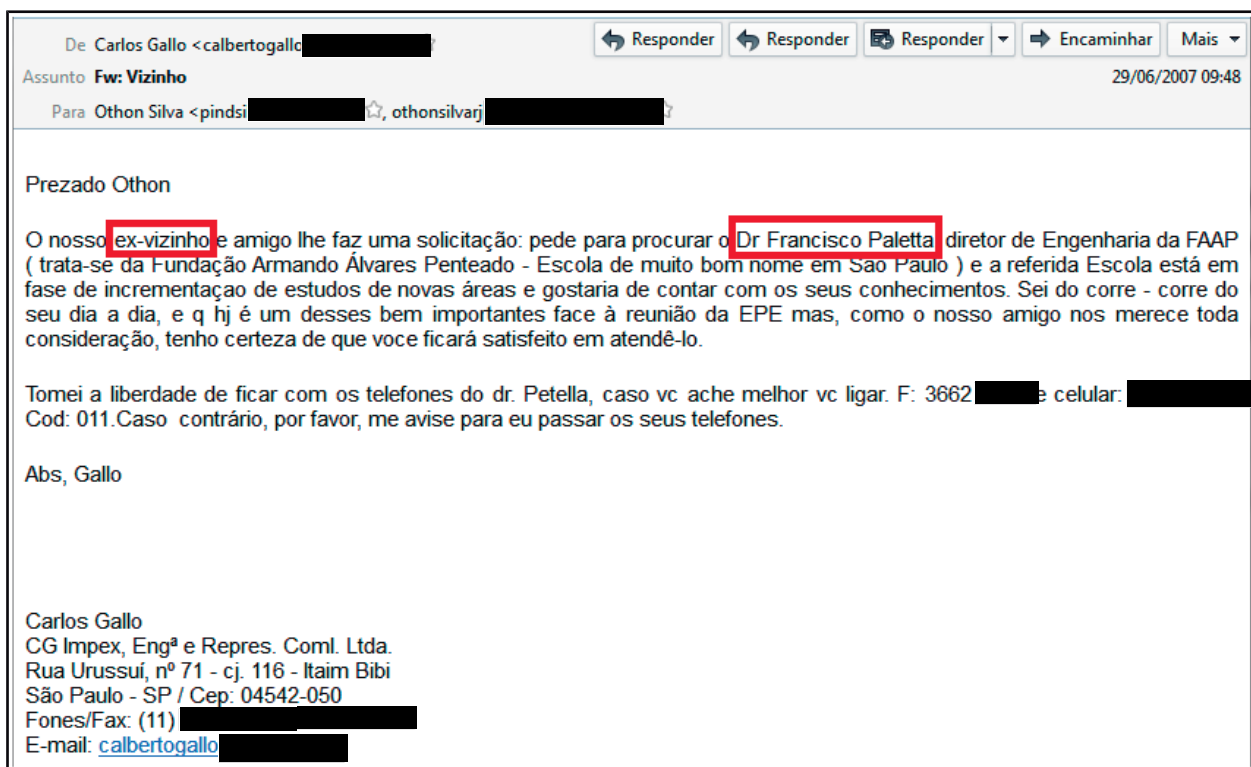 De Carlos Gallo <calbertogallo
Responder Responder Responder Encaminhar Mais
Assunto Fw: Vizinho 29/06/2007 09:48
Para Othon Silva <pindsi , othonsilvarj
Prezado Othon
O nosso ex-vizinho e amigo lhe faz uma solicitação: pede para procurar o Dr Francisco Paletta diretor de Engenharia da FAAP
( trata-se da Fundação Armando Álvares Penteado - Escola de muito bom nome em São Paulo ) e a referida Escola está em
fase de incrementaçao de estudos de novas áreas e gostaria de contar com os seus conhecimentos. Sei do corre - corre do
seu dia a dia, e q hj é um desses bem importantes face à reunião da EPE mas, como o nosso amigo nos merece toda
consideração, tenho certeza de que voce ficará satisfeito em atendê-lo.
Tomei a liberdade de ficar com os telefones do dr. Petella, caso vc ache melhor vc ligar. F: 3662 e celular:
Cod: 011.Caso contrário, por favor, me avise para eu passar os seus telefones.
Abs, Gallo
Carlos Gallo
CG Impex, Engª e Repres. Coml. Ltda.
Rua Urussuí, nº 71 - cj. 116 - Itaim Bibi
São Paulo - SP / Cep: 04542-050
Fones/Fax: (11)
E-mail: calbertogallo